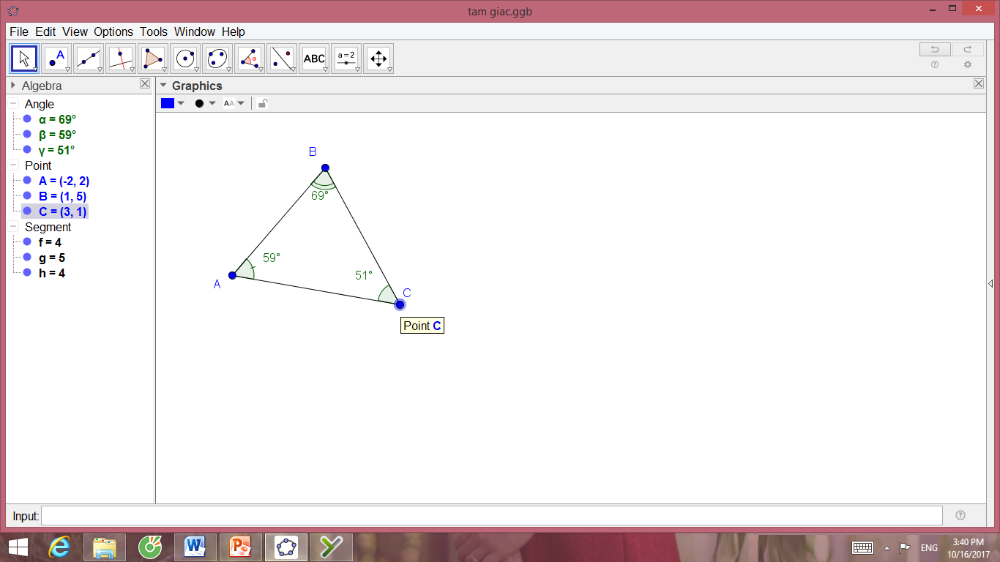 tam giac.ggb
File Edit View Options Tools Window Help
A α ABC a=2
Algebra
Graphics
AA
Angle
α = 69°
β = 59°
γ = 51°
Point
A = (-2, 2)
B = (1, 5)
C = (3, 1)
Segment
f = 4
g = 5
h = 4
B
69°
59°
A
51°
C
Point C
Input:
ENG
3:40 PM
10/16/2017